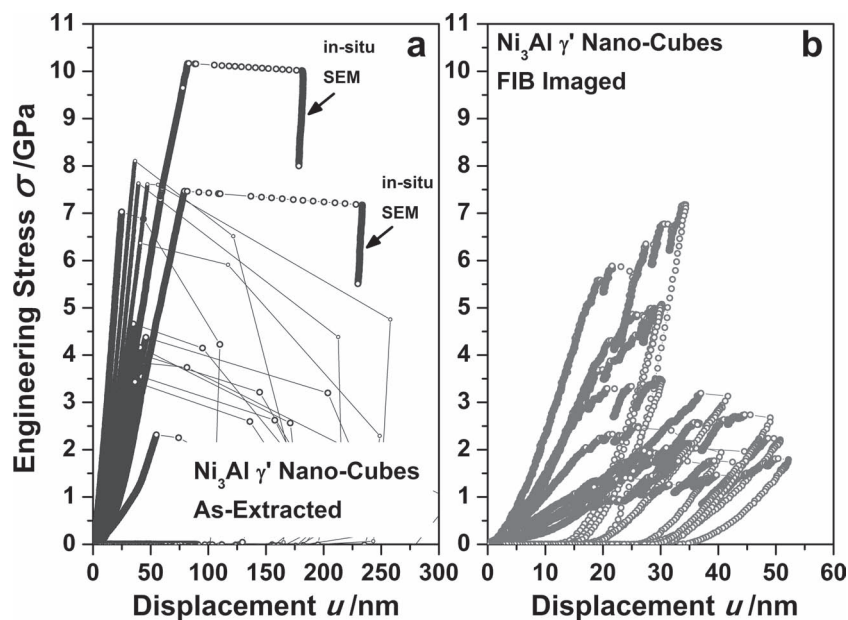 11
10
9
8
7
6
5
4
3
2
1
0
Engineering Stress σ /GPa
a
in-situ
SEM
in-situ
SEM
Ni₃Al γ' Nano-Cubes
As-Extracted
0 50 100 150 200 250 300
Displacement u /nm
11
10
9
8
7
6
5
4
3
2
1
0
Ni₃Al γ' Nano-Cubes
FIB Imaged
b
0 10 20 30 40 50 60
Displacement u /nm